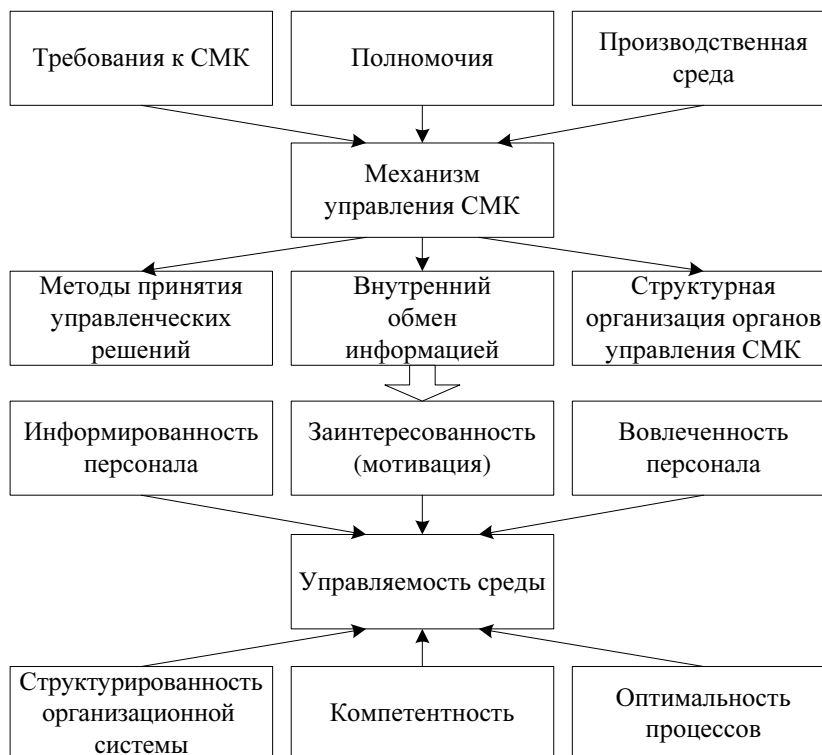 Требования к СМК
Полномочия
Производственная
среда
Механизм
управления СМК
Методы принятия
управленческих
решений
Внутренний
обмен
информацией
Структурная
организация органов
управления СМК
Информированность
персонала
Заинтересованность
(мотивация)
Вовлеченность
персонала
Управляемость среды
Структурированность
организационной
системы
Компетентность
Оптимальность
процессов